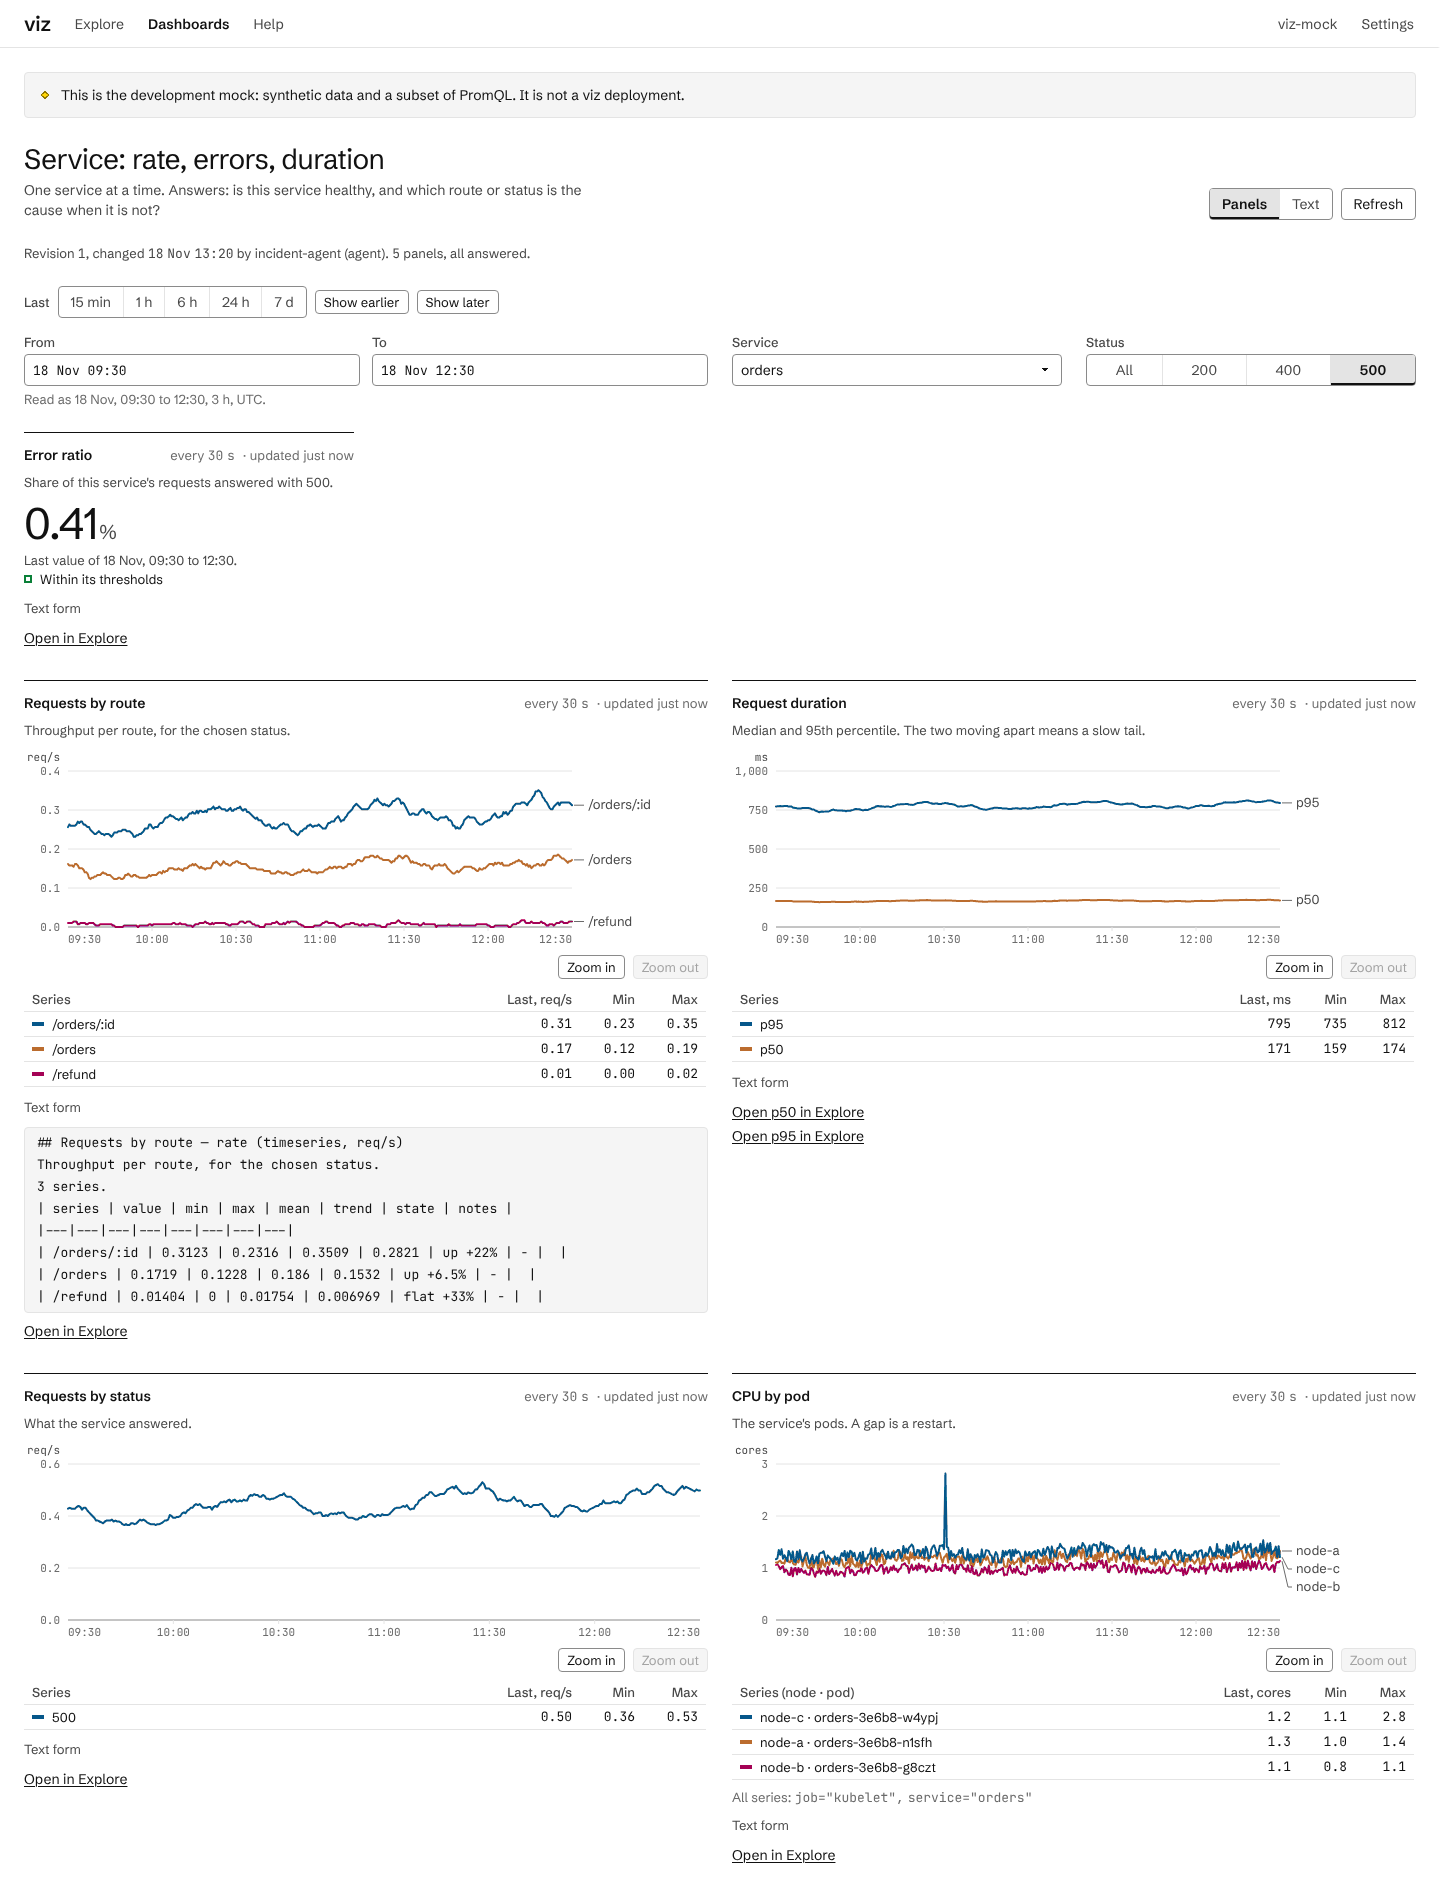 viz Explore Dashboards Help viz-mock Settings
This is the development mock: synthetic data and a subset of PromQL. It is not a viz deployment.
Service: rate, errors, duration
One service at a time. Answers: is this service healthy, and which route or status is the
cause when it is not?
Panels Text Refresh
Revision 1, changed 18 Nov 13:20 by incident-agent (agent). 5 panels, all answered.
Last 15 min 1 h 6 h 24 h 7 d Show earlier Show later
From To Service Status
18 Nov 09:30 18 Nov 12:30 orders All 200 400 500
Read as 18 Nov, 09:30 to 12:30, 3 h, UTC.
Error ratio every 30 s · updated just now
Share of this service's requests answered with 500.
0.41%
Last value of 18 Nov, 09:30 to 12:30.
Within its thresholds
Text form
Open in Explore
Requests by route every 30 s · updated just now
Throughput per route, for the chosen status.
req/s
0.4
0.3
0.2
0.1
0.0
/orders/:id
/orders
/refund
09:30 10:00 10:30 11:00 11:30 12:00 12:30
Zoom in Zoom out
Series Last, req/s Min Max
/orders/:id 0.31 0.23 0.35
/orders 0.17 0.12 0.19
/refund 0.01 0.00 0.02
Text form
## Requests by route — rate (timeseries, req/s)
Throughput per route, for the chosen status.
3 series.
| series | value | min | max | mean | trend | state | notes |
|---|---|---|---|---|---|---|---|
| /orders/:id | 0.3123 | 0.2316 | 0.3509 | 0.2821 | up +22% | - |  |
| /orders | 0.1719 | 0.1228 | 0.186 | 0.1532 | up +6.5% | - |  |
| /refund | 0.01404 | 0 | 0.01754 | 0.006969 | flat +33% | - |  |
Open in Explore
Request duration every 30 s · updated just now
Median and 95th percentile. The two moving apart means a slow tail.
ms
1,000
750
500
250
0
p95
p50
09:30 10:00 10:30 11:00 11:30 12:00 12:30
Zoom in Zoom out
Series Last, ms Min Max
p95 795 735 812
p50 171 159 174
Text form
Open p50 in Explore
Open p95 in Explore
Requests by status every 30 s · updated just now
What the service answered.
req/s
0.6
0.4
0.2
0.0
09:30 10:00 10:30 11:00 11:30 12:00 12:30
Zoom in Zoom out
Series Last, req/s Min Max
500 0.50 0.36 0.53
Text form
Open in Explore
CPU by pod every 30 s · updated just now
The service's pods. A gap is a restart.
cores
3
2
1
0
node-a
node-c
node-b
09:30 10:00 10:30 11:00 11:30 12:00 12:30
Zoom in Zoom out
Series (node · pod) Last, cores Min Max
node-c · orders-3e6b8-w4ypj 1.2 1.1 2.8
node-a · orders-3e6b8-n1sfh 1.3 1.0 1.4
node-b · orders-3e6b8-g8czt 1.1 0.8 1.1
All series: job="kubelet", service="orders"
Text form
Open in Explore